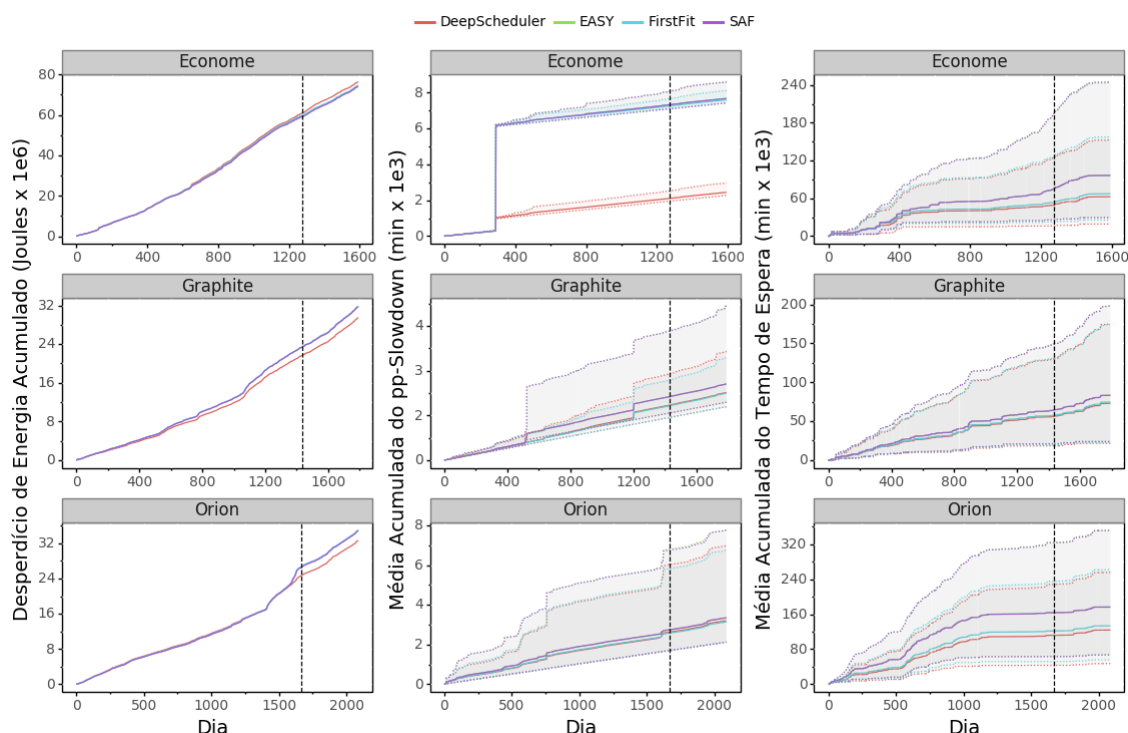 DeepScheduler EASY FirstFit SAF
Desperdício de Energia Acumulado (Joules x 1e6)
Econome
80
60
40
20
0
0 400 800 1200 1600
Graphite
32
24
16
8
0
0 400 800 1200 1600
Orion
32
24
16
8
0
0 500 1000 1500 2000
Dia
Média Acumulada do pp-Slowdown (min x 1e3)
Econome
8
6
4
2
0
0 400 800 1200 1600
Graphite
4
2
0
0 400 800 1200 1600
Orion
8
6
4
2
0
0 500 1000 1500 2000
Dia
Média Acumulada do Tempo de Espera (min x 1e3)
Econome
240
180
120
60
0
0 400 800 1200 1600
Graphite
200
150
100
50
0
0 400 800 1200 1600
Orion
320
240
160
80
0
0 500 1000 1500 2000
Dia